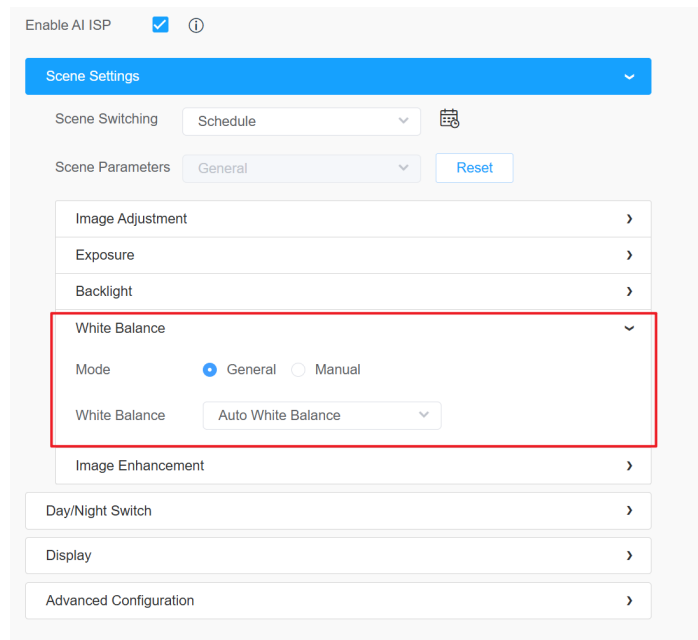 Enable AI ISP
Scene Settings
Scene Switching Schedule
Scene Parameters General Reset
Image Adjustment
Exposure
Backlight
White Balance
Mode General Manual
White Balance Auto White Balance
Image Enhancement
Day/Night Switch
Display
Advanced Configuration